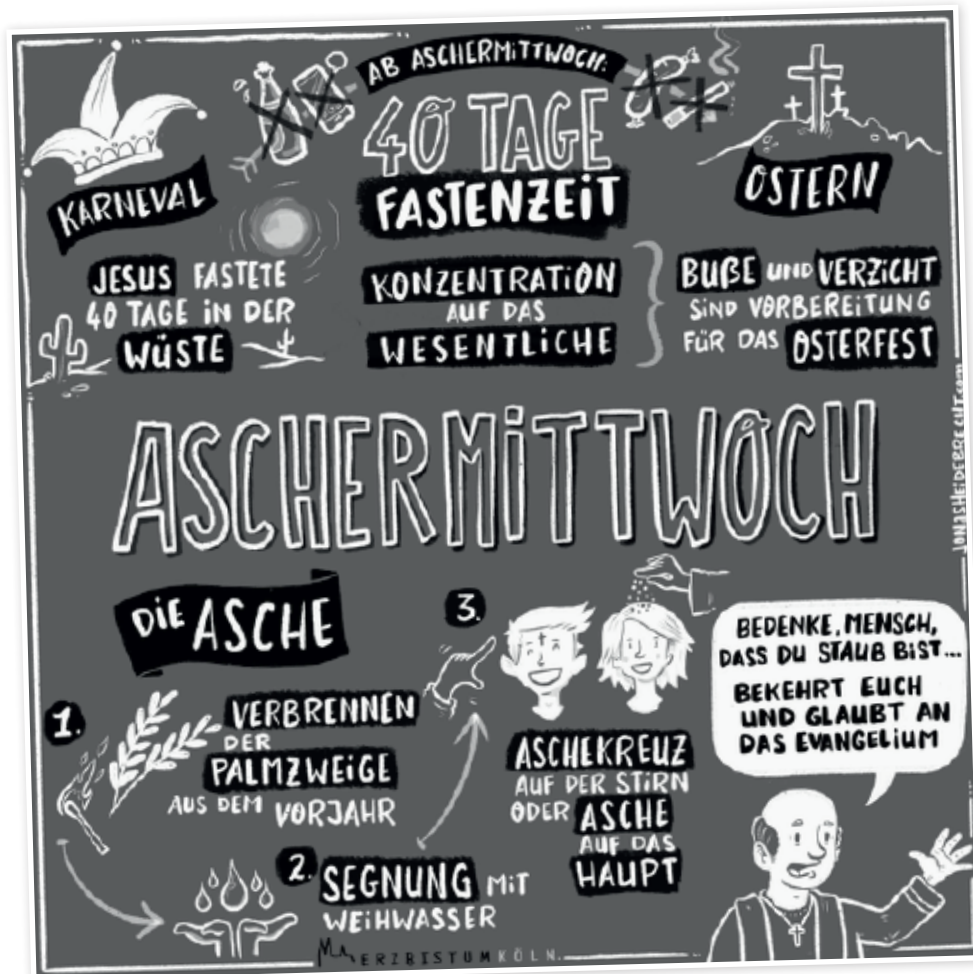 AB ASCHERMiTTWOCH:
40 TAGE
FASTENZEiT
KARNEVAL
OSTERN
JESUS FASTETE
40 TAGE iN DER
WÜSTE
KONZENTRATiON
AUF DAS
WESENTLiCHE
BUẞE UND VERZiCHT
SiND VORBEREiTUNG
FÜR DAS OSTERFEST
JONASHEiDEBRECHT.com
ASCHERMiTTWOCH
DiE ASCHE
1.
VERBRENNEN
DER
PALMZWEiGE
AUS DEM VORJAHR
2. SEGNUNG MiT
WEiHWASSER
3.
ASCHEKREUZ
AUF DER STiRN
ODER ASCHE
AUF DAS
HAUPT
BEDENKE, MENSCH,
DASS DU STAUB BiST...
BEKEHRT EUCH
UND GLAUBT AN
DAS EVANGELiUM
ERZBISTUM KÖLN